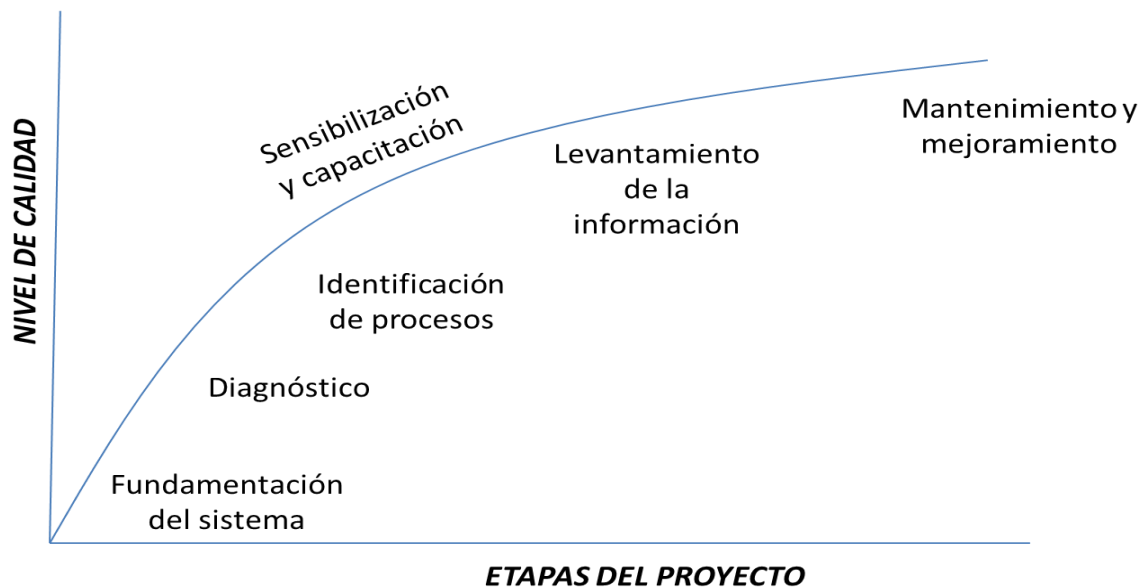 Sensibilización
y capacitación
Mantenimiento y
mejoramiento
Levantamiento
de la
información
NIVEL DE CALIDAD
Identificación
de procesos
Diagnóstico
Fundamentación
del sistema
ETAPAS DEL PROYECTO